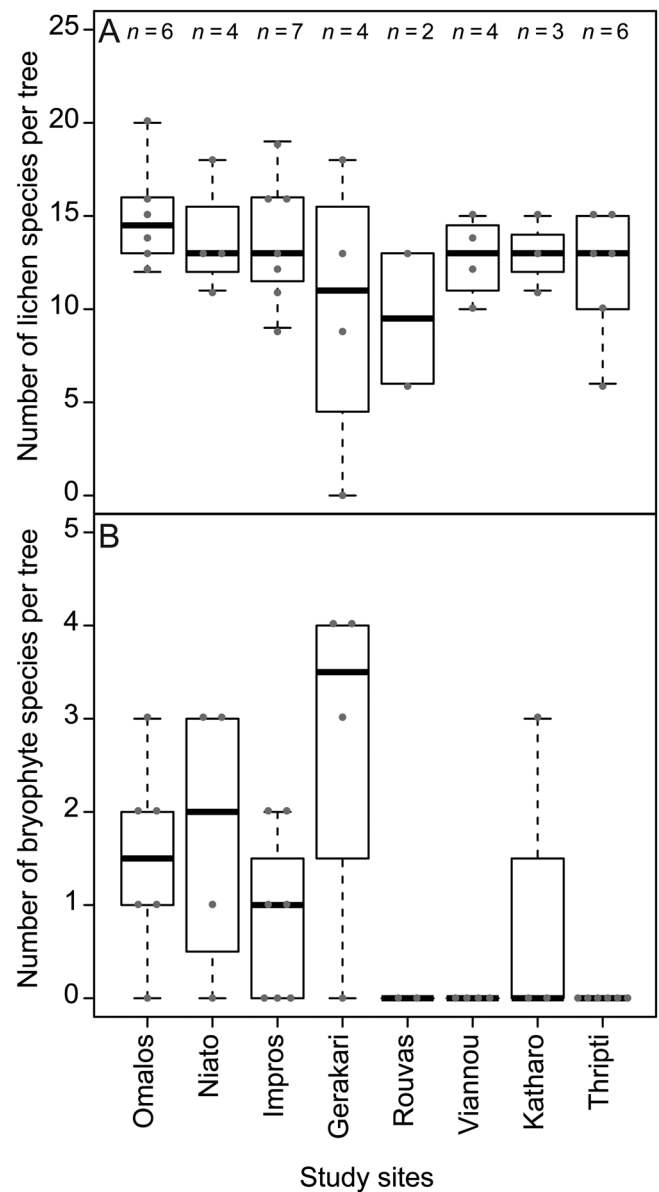 A n = 6 n = 4 n = 7 n = 4 n = 2 n = 4 n = 3 n = 6
Number of lichen species per tree
25
20
15
10
5
0
B
Number of bryophyte species per tree
5
4
3
2
1
0
Omalos Niato Impros Gerakari Rouvas Viannou Katharo Thripti
Study sites